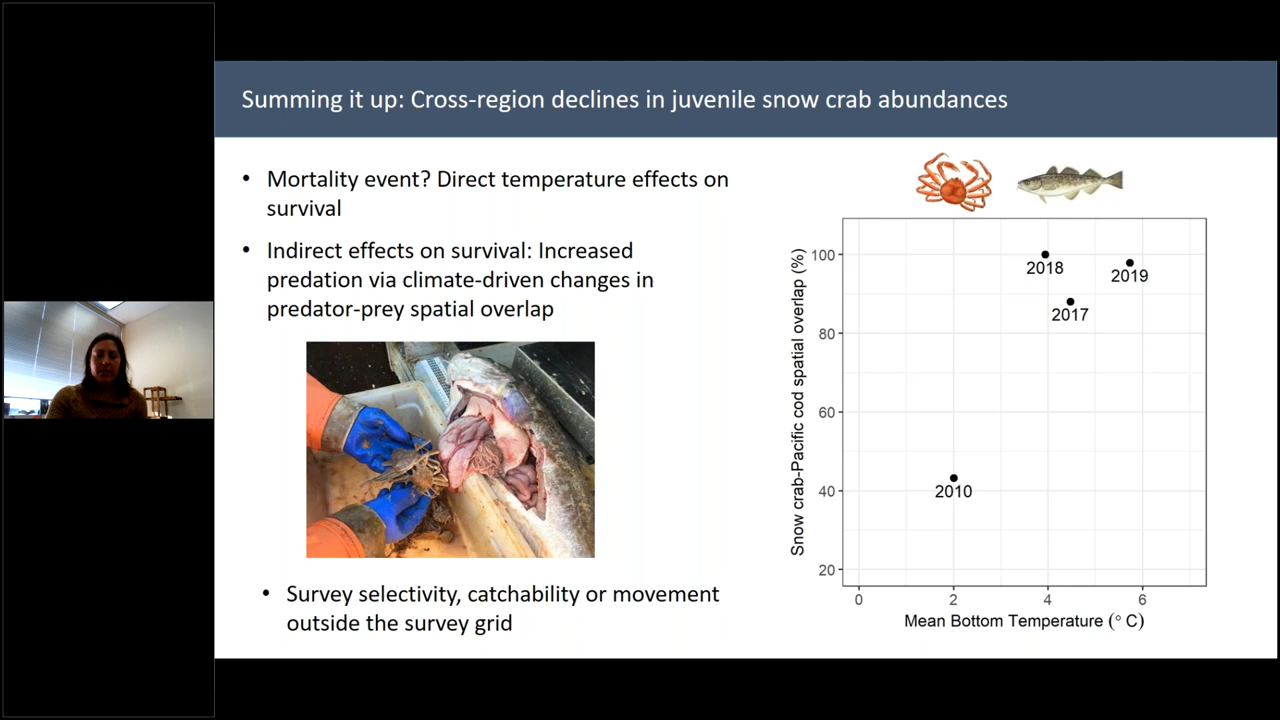 Summing it up: Cross-region declines in juvenile snow crab abundances
• Mortality event? Direct temperature effects on
survival
• Indirect effects on survival: Increased
predation via climate-driven changes in
predator-prey spatial overlap
• Survey selectivity, catchability or movement
outside the survey grid
Snow crab-Pacific cod spatial overlap (%)
100
80
60
40
20
2018
2019
2017
2010
0 2 4 6
Mean Bottom Temperature (° C)